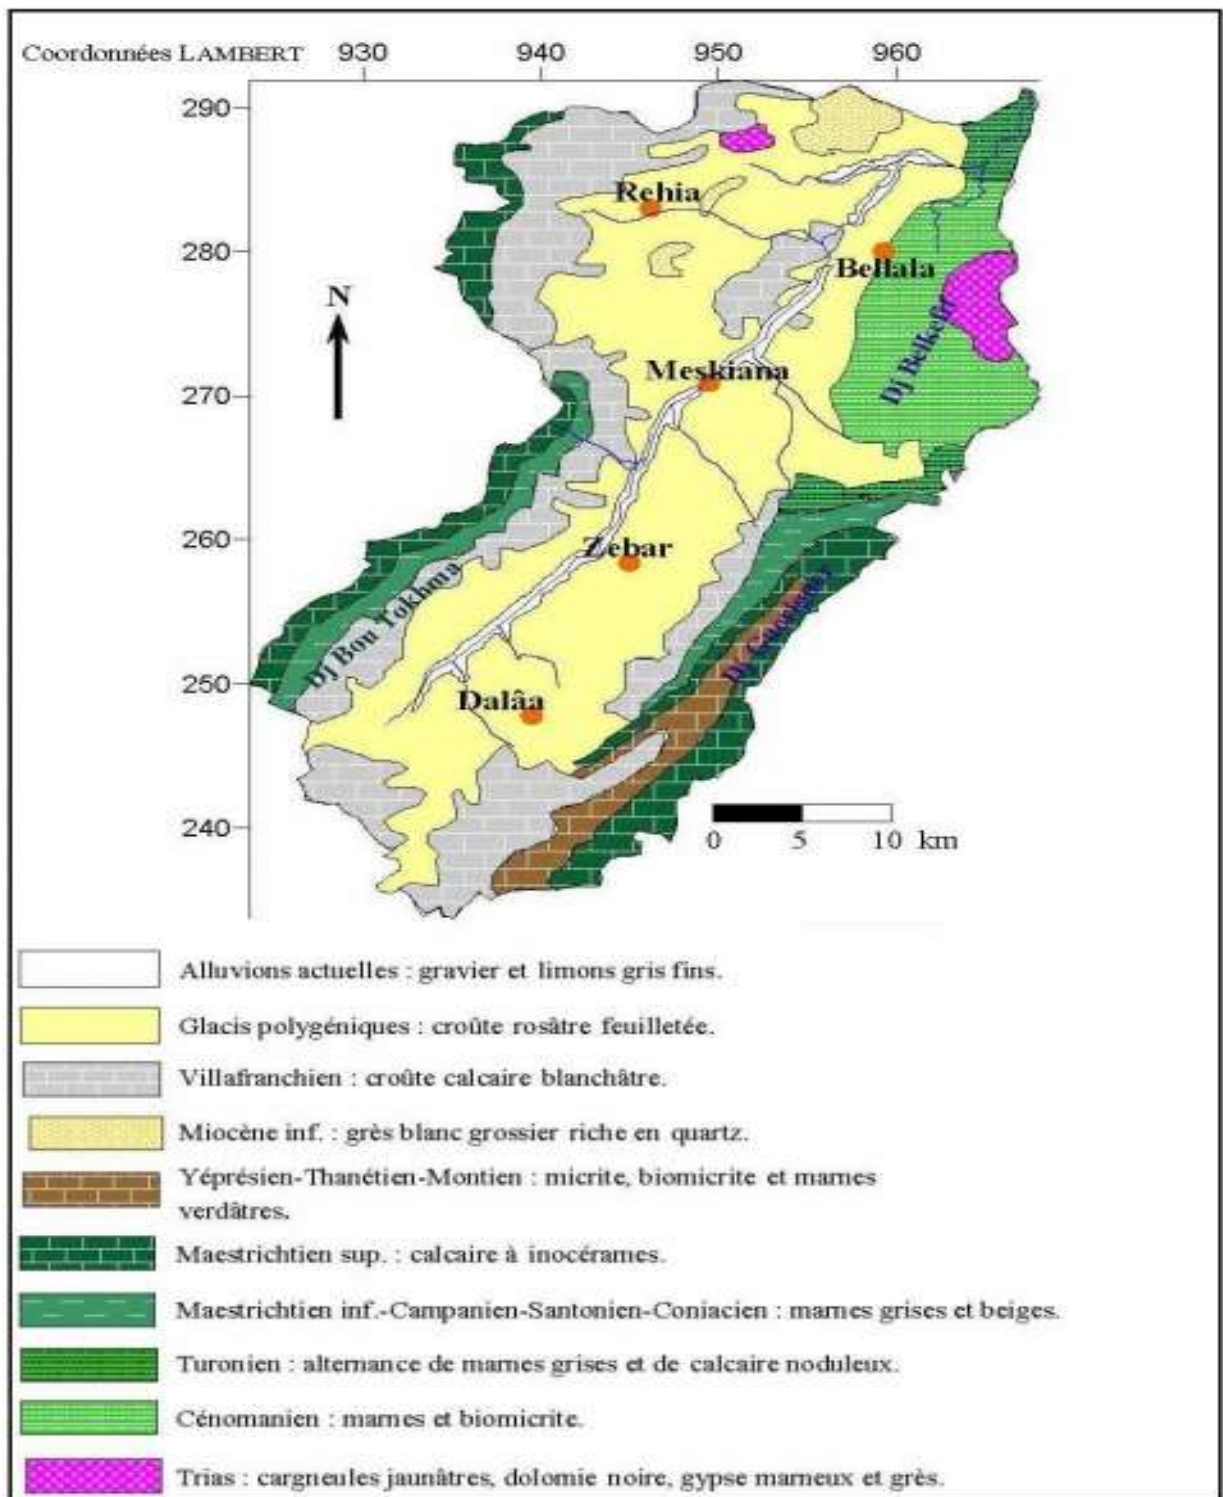 Coordonnées LAMBERT 930 940 950 960
290
280
270
260
250
240
N
Rehia
Bellala
Dj Belkefif
Meskiana
Zebar
Dj Bou Tokhma
Dj
Dalâa
0 5 10 km
Alluvions actuelles : gravier et limons gris fins.
Glacis polygéniques : croûte rosâtre feuilletée.
Villafranchien : croûte calcaire blanchâtre.
Miocène inf. : grès blanc grossier riche en quartz.
Yéprésien-Thanétien-Montien : micrite, biomicrite et marnes
verdâtres.
Maestrichtien sup. : calcaire à inocérames.
Maestrichtien inf.-Campanien-Santonien-Coniacien : marnes grises et beiges.
Turonien : alternance de marnes grises et de calcaire noduleux.
Cénomanien : marnes et biomicrite.
Trias : cargneules jaunâtres, dolomie noire, gypse marneux et grès.